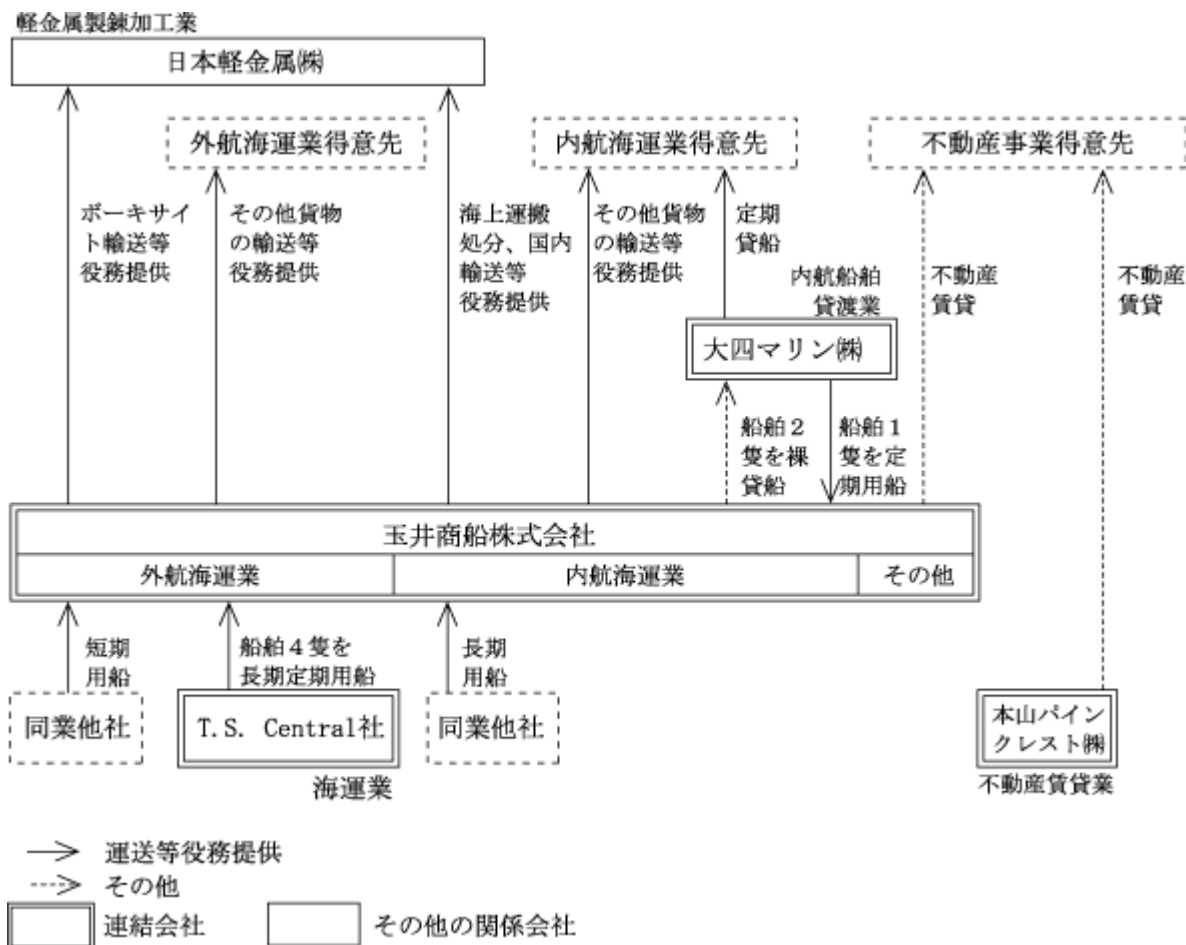 軽金属製錬加工業
日本軽金属㈱
外航海運業得意先
内航海運業得意先
不動産事業得意先
ボーキサイ
ト輸送等
役務提供
その他貨物
の輸送等
役務提供
海上運搬
処分、国内
輸送等
役務提供
その他貨物
の輸送等
役務提供
定期
貸船
内航船舶
貸渡業
不動産
賃貸
不動産
賃貸
大四マリン㈱
船舶２
隻を裸
貸船
船舶１
隻を定
期用船
玉井商船株式会社
外航海運業
内航海運業
その他
短期
用船
船舶４隻を
長期定期用船
長期
用船
同業他社
T.S. Central社
同業他社
本山パイン
クレスト㈱
海運業
不動産賃貸業
運送等役務提供
その他
連結会社
その他の関係会社